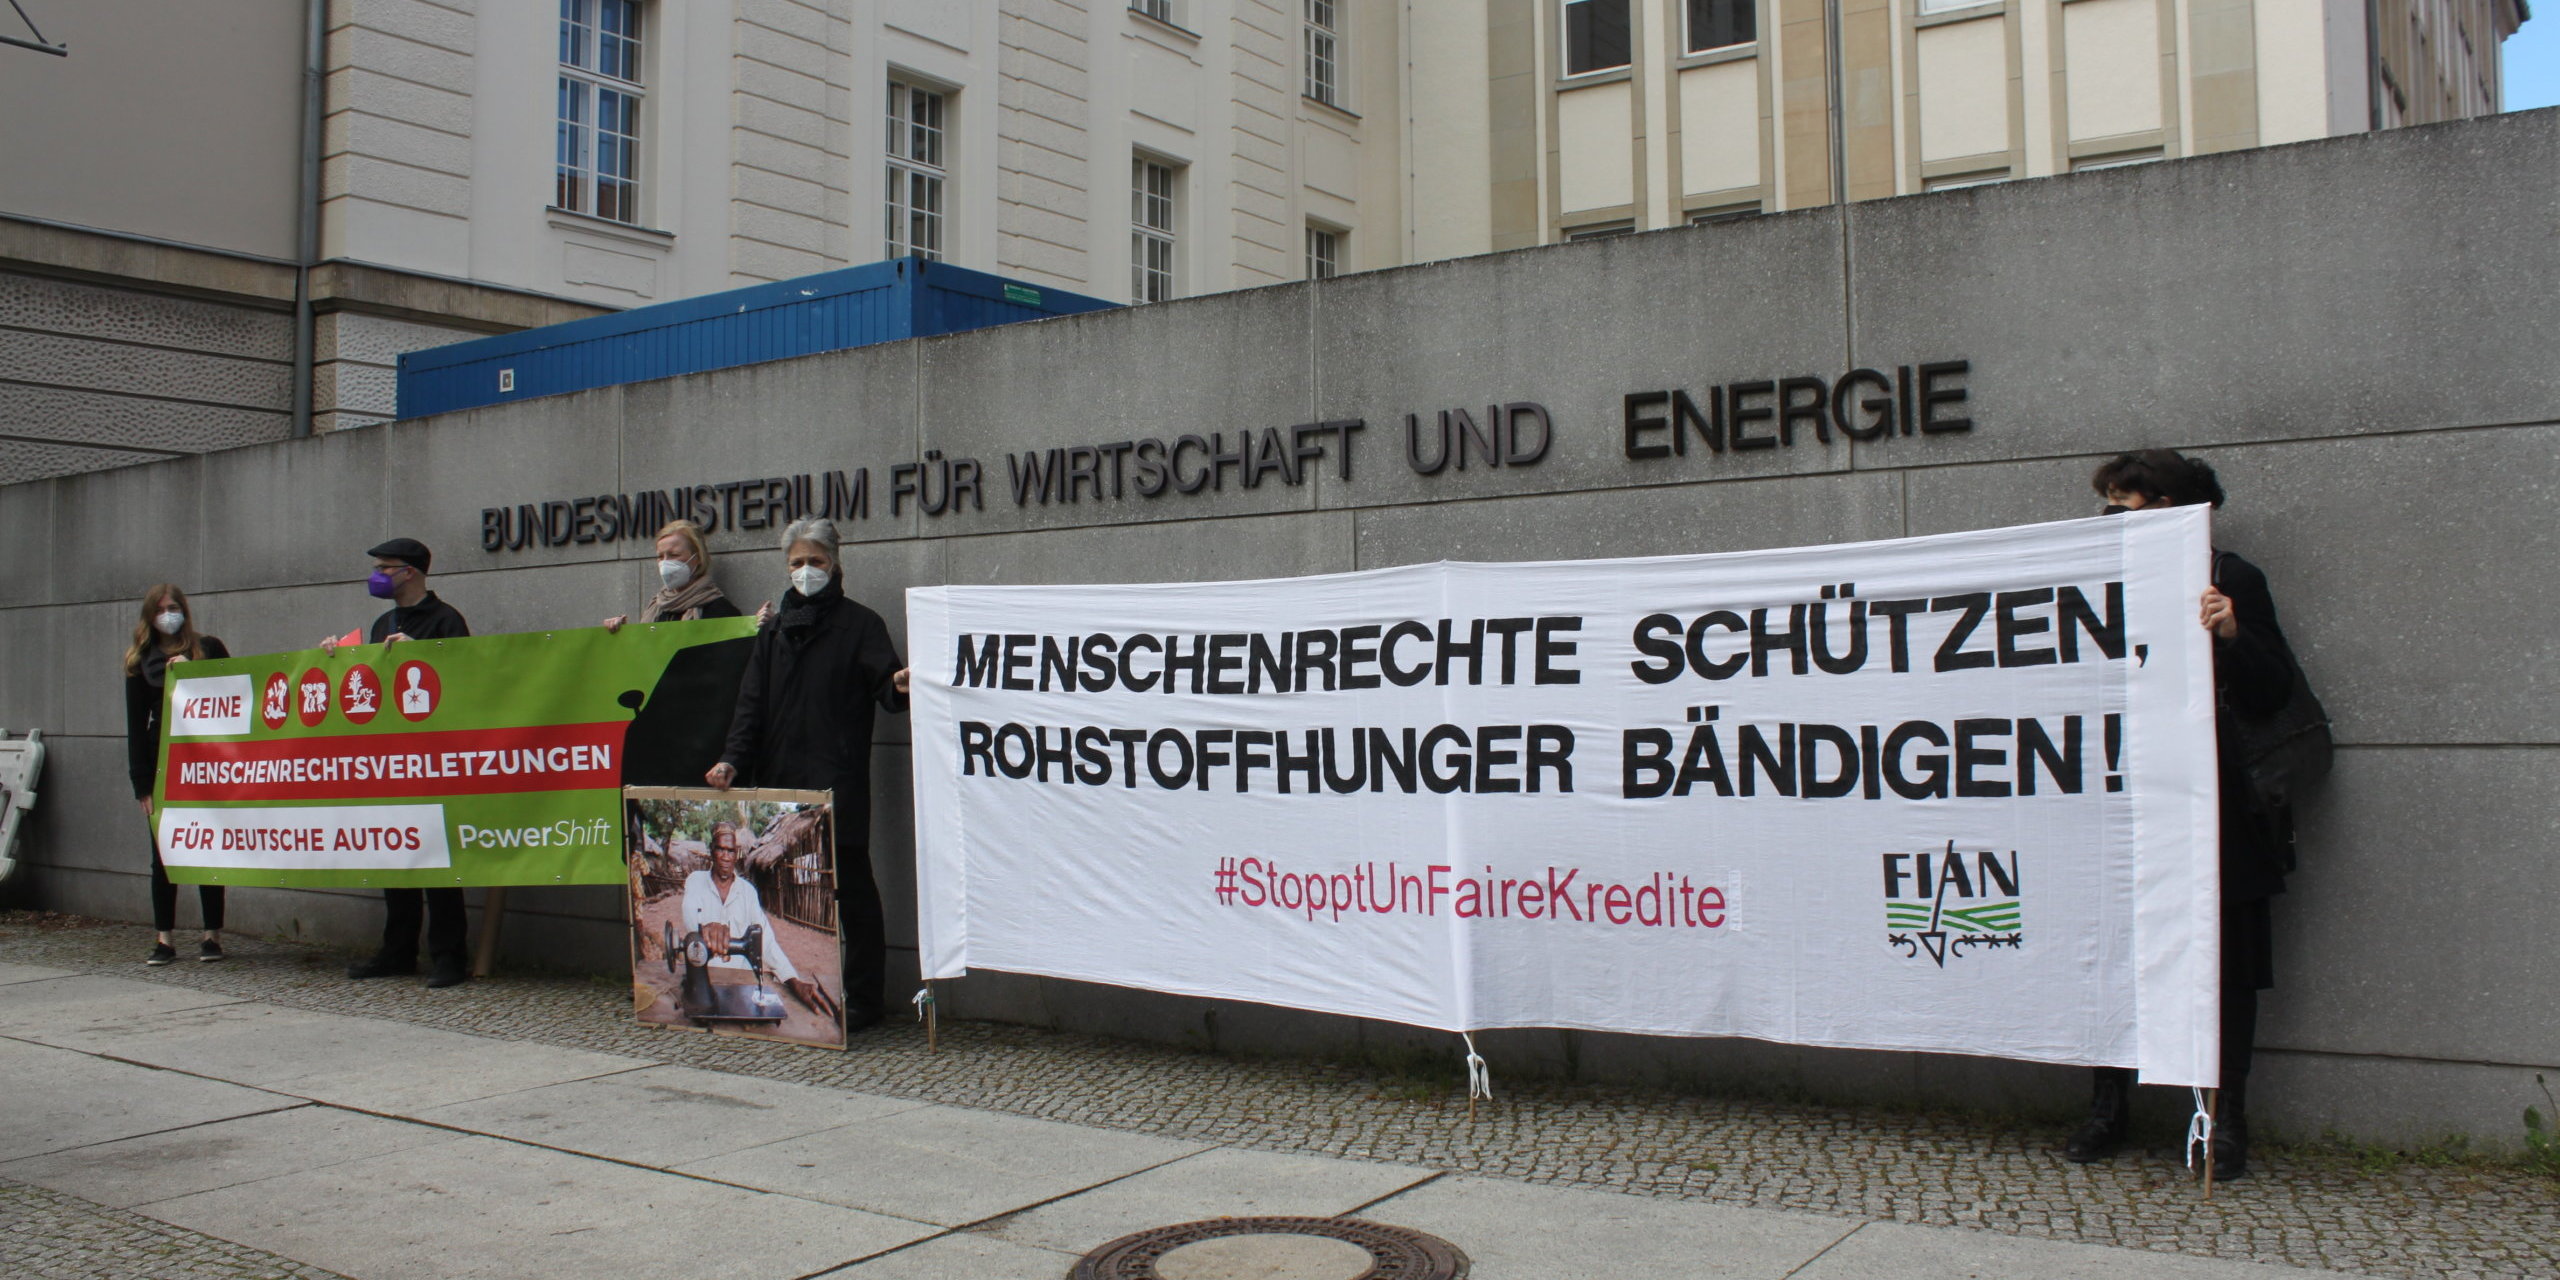 BUNDESMINISTERIUM FÜR WIRTSCHAFT UND ENERGIE
KEINE
MENSCHENRECHTSVERLETZUNGEN
FÜR DEUTSCHE AUTOS
PowerShift
MENSCHENRECHTE SCHÜTZEN,
ROHSTOFFHUNGER BÄNDIGEN!
#StopptUnFaireKredite
FIAN